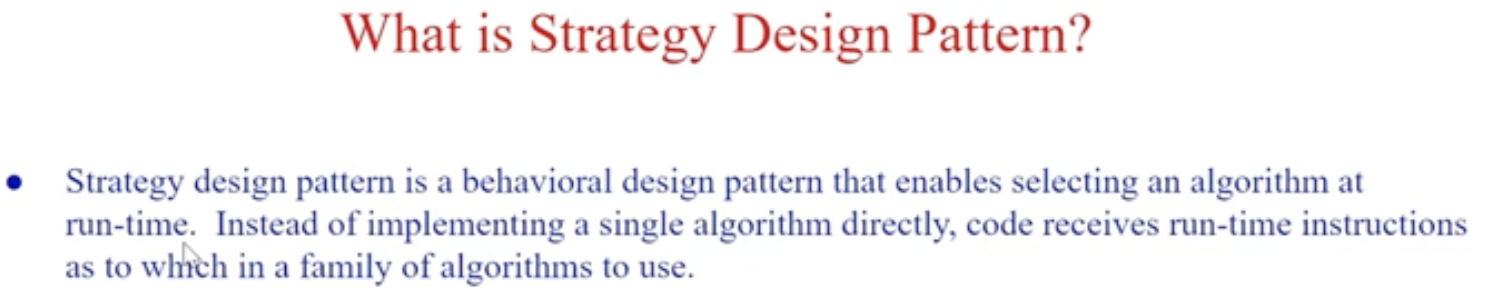 What is Strategy Design Pattern?
● Strategy design pattern is a behavioral design pattern that enables selecting an algorithm at
run-time. Instead of implementing a single algorithm directly, code receives run-time instructions
as to which in a family of algorithms to use.